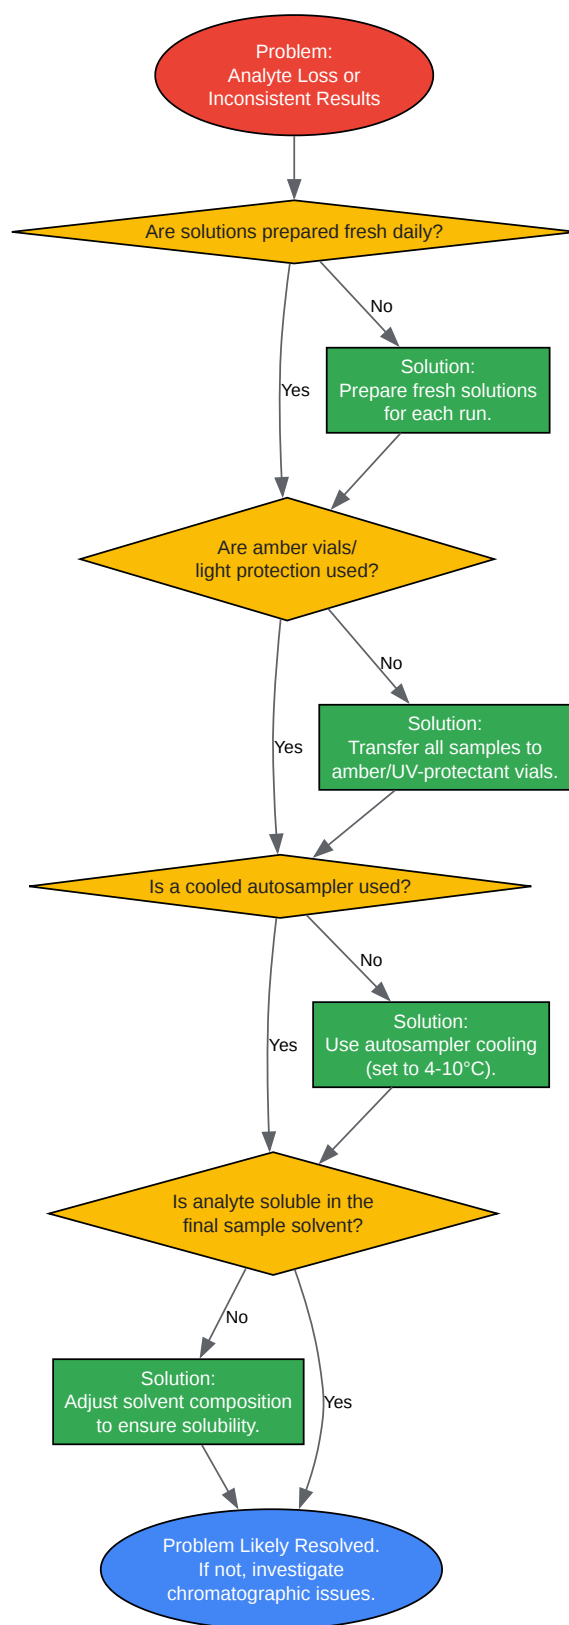 Problem:
Analyte Loss or
Inconsistent Results
Are solutions prepared fresh daily?
No
Solution:
Prepare fresh solutions
for each run.
Yes
Are amber vials/
light protection used?
No
Solution:
Transfer all samples to
amber/UV-protectant vials.
Yes
Is a cooled autosampler used?
No
Solution:
Use autosampler cooling
(set to 4-10°C).
Yes
Is analyte soluble in the
final sample solvent?
No
Solution:
Adjust solvent composition
to ensure solubility.
Yes
Problem Likely Resolved.
If not, investigate
chromatographic issues.